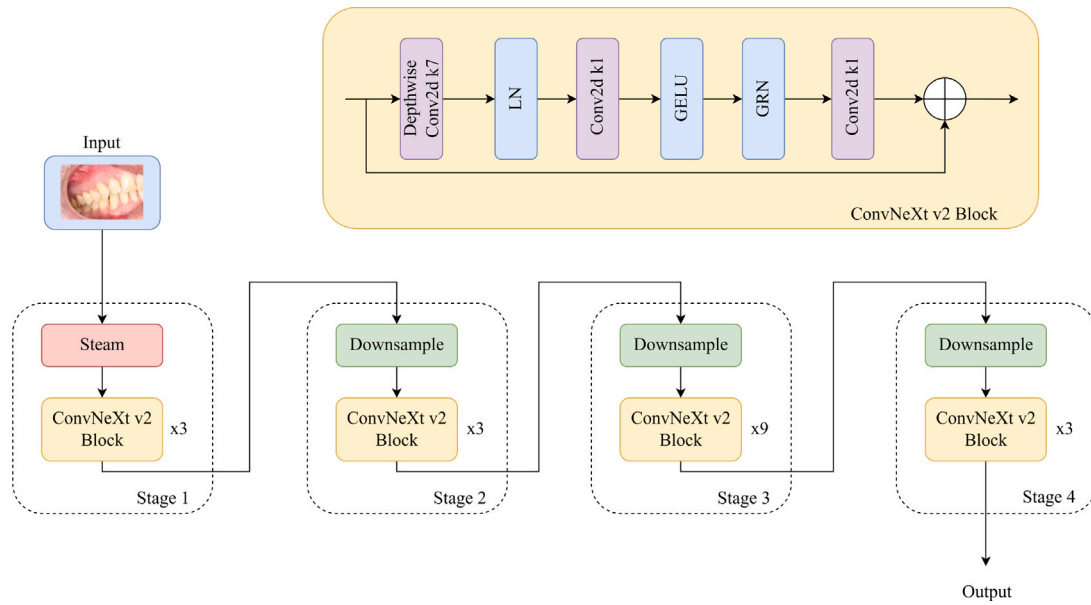 Depthwise
Conv2d k7
LN
Conv2d k1
GELU
GRN
Conv2d k1
ConvNeXt v2 Block
Input
Steam
ConvNeXt v2
Block
x3
Stage 1
Downsample
ConvNeXt v2
Block
x3
Stage 2
Downsample
ConvNeXt v2
Block
x9
Stage 3
Downsample
ConvNeXt v2
Block
x3
Stage 4
Output